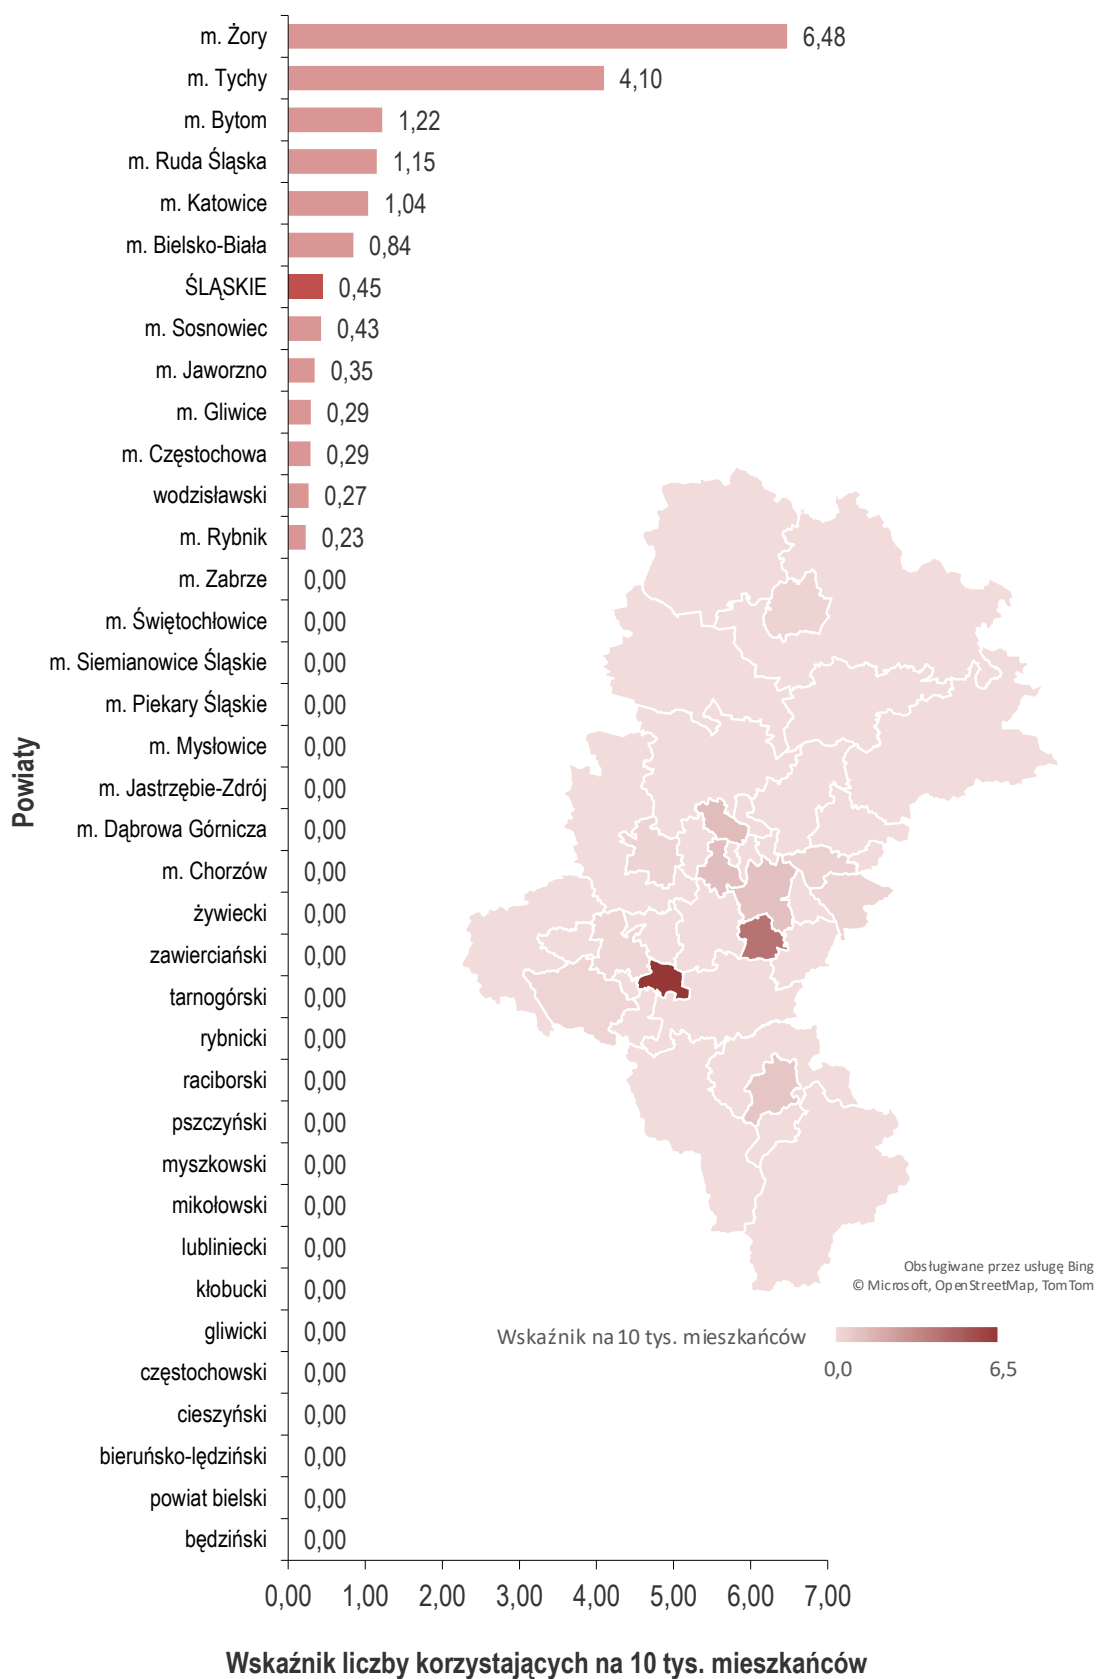 m. Żory 6,48
m. Tychy 4,10
m. Bytom 1,22
m. Ruda Śląska 1,15
m. Katowice 1,04
m. Bielsko-Biała 0,84
ŚLĄSKIE 0,45
m. Sosnowiec 0,43
m. Jaworzno 0,35
m. Gliwice 0,29
m. Częstochowa 0,29
wodzisławski 0,27
m. Rybnik 0,23
m. Zabrze 0,00
m. Świętochłowice 0,00
m. Siemianowice Śląskie 0,00
m. Piekary Śląskie 0,00
m. Mysłowice 0,00
m. Jastrzębie-Zdrój 0,00
m. Dąbrowa Górnicza 0,00
m. Chorzów 0,00
żywiecki 0,00
zawierciański 0,00
tarnogórski 0,00
rybnicki 0,00
raciborski 0,00
pszczyński 0,00
myszkowski 0,00
mikołowski 0,00
lubliniecki 0,00
kłobucki 0,00
gliwicki 0,00
częstochowski 0,00
cieszyński 0,00
bieruńsko-lędziński 0,00
powiat bielski 0,00
będziński 0,00
Powiaty
0,00 1,00 2,00 3,00 4,00 5,00 6,00 7,00
Wskaźnik liczby korzystających na 10 tys. mieszkańców
Obsługiwane przez usługę Bing
© Microsoft, OpenStreetMap, TomTom
Wskaźnik na 10 tys. mieszkańców
0,0 6,5